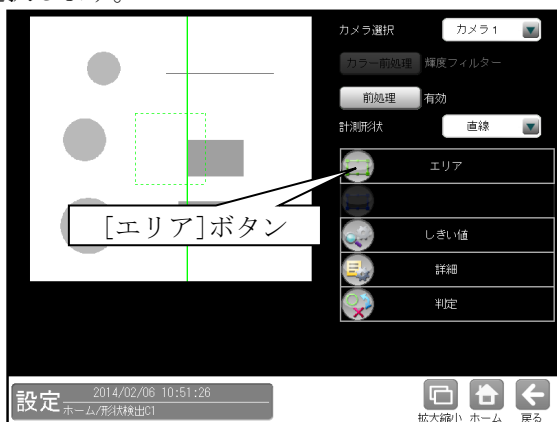 カメラ選択
カメラ1
カラー前処理
輝度フィルター
前処理
有効
計測形状
直線
エリア
[エリア]ボタン
しきい値
詳細
判定
設定
2014/02/06 10:51:26
ホーム/形状検出C1
拡大縮小 ホーム 戻る